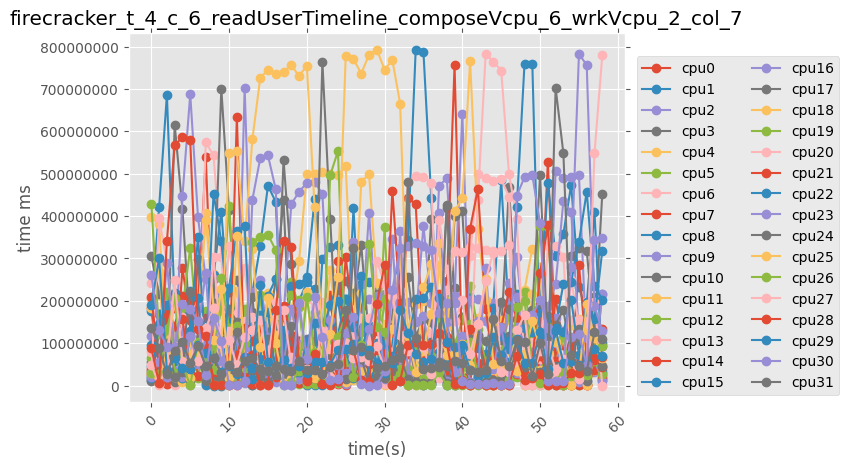 firecracker_t_4_c_6_readUserTimeline_composeVcpu_6_wrkVcpu_2_col_7
time ms
800000000
700000000
600000000
500000000
400000000
300000000
200000000
100000000
0
0 10 20 30 40 50 60
time(s)
cpu0 cpu16
cpu1 cpu17
cpu2 cpu18
cpu3 cpu19
cpu4 cpu20
cpu5 cpu21
cpu6 cpu22
cpu7 cpu23
cpu8 cpu24
cpu9 cpu25
cpu10 cpu26
cpu11 cpu27
cpu12 cpu28
cpu13 cpu29
cpu14 cpu30
cpu15 cpu31